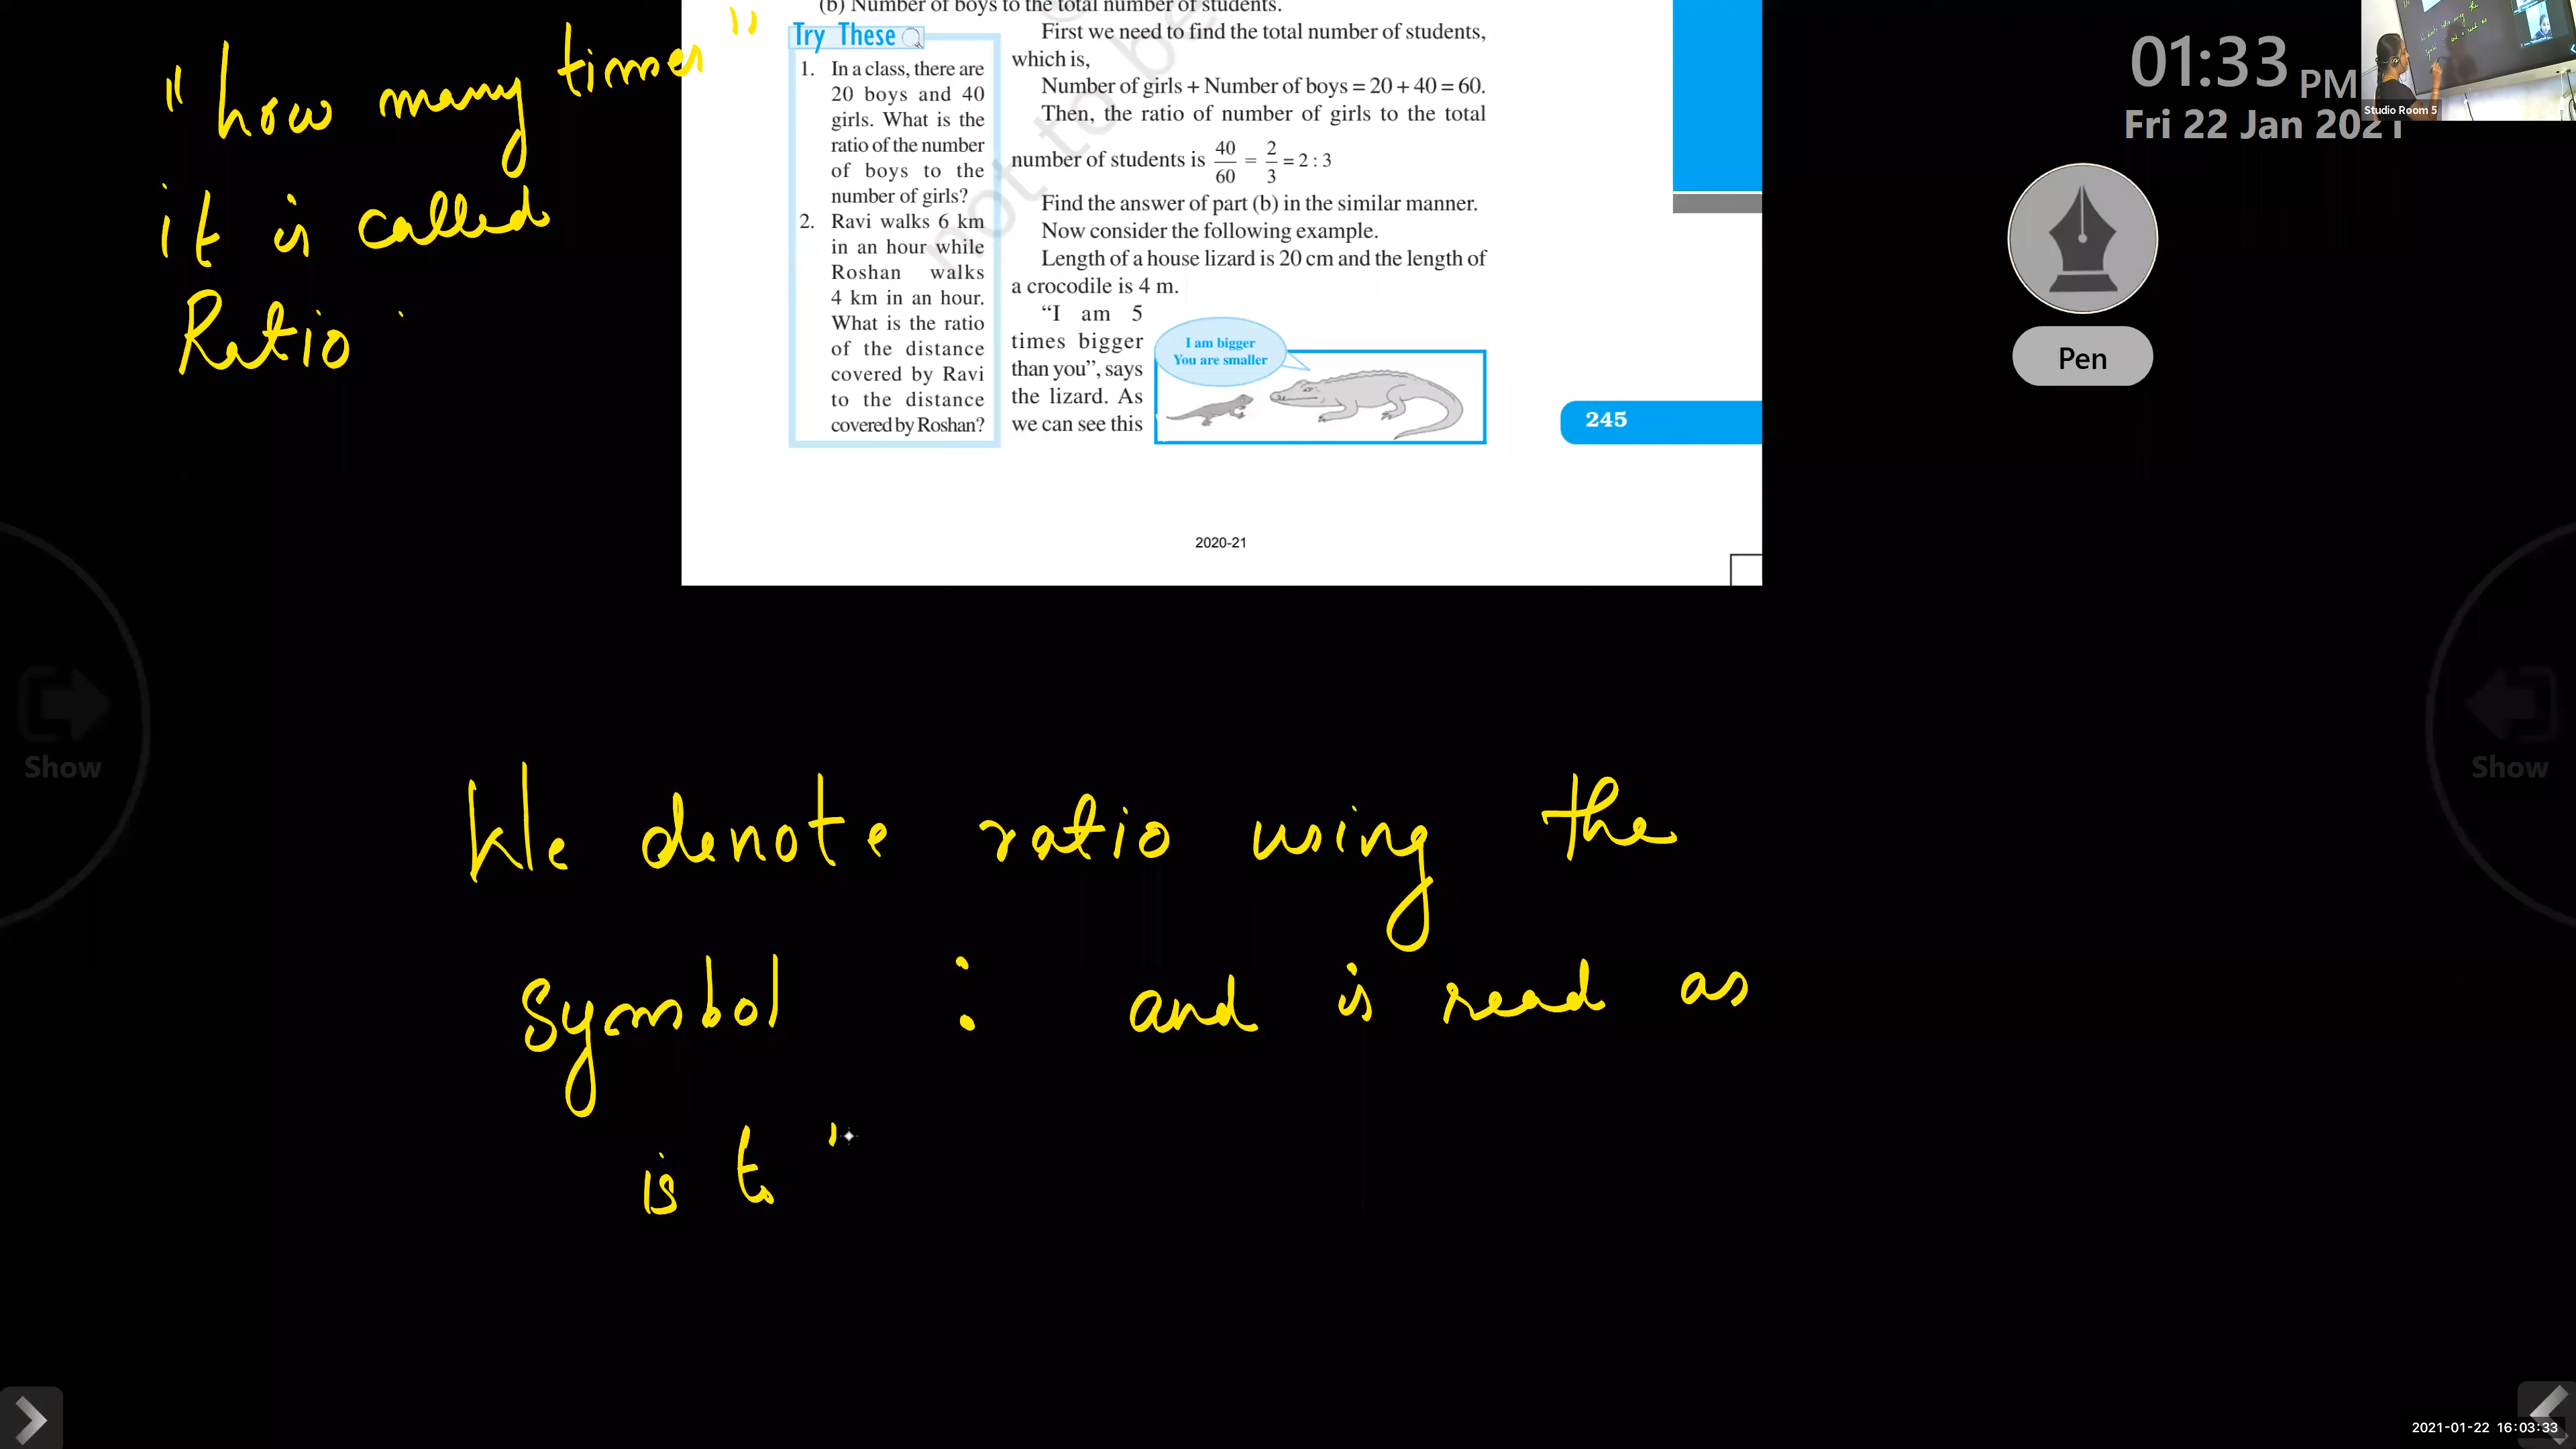 "how many times"
it is called
Ratio
(b) Number of boys to the total number of students.
Try These
1. In a class, there are
20 boys and 40
girls. What is the
ratio of the number
of boys to the
number of girls?
2. Ravi walks 6 km
in an hour while
Roshan walks
4 km in an hour.
What is the ratio
of the distance
covered by Ravi
to the distance
covered by Roshan?
First we need to find the total number of students,
which is,
Number of girls + Number of boys = 20 + 40 = 60.
Then, the ratio of number of girls to the total
number of students is 40/60 = 2/3 = 2 : 3
Find the answer of part (b) in the similar manner.
Now consider the following example.
Length of a house lizard is 20 cm and the length of
a crocodile is 4 m.
“I am 5
times bigger
than you”, says
the lizard. As
we can see this
I am bigger
You are smaller
not to be
245
2020-21
We denote ratio using the
symbol : and is read as
is to "
01:33 PM
Fri 22 Jan 2021
Studio Room 5
Pen
Show
Show
2021-01-22 16:03:33